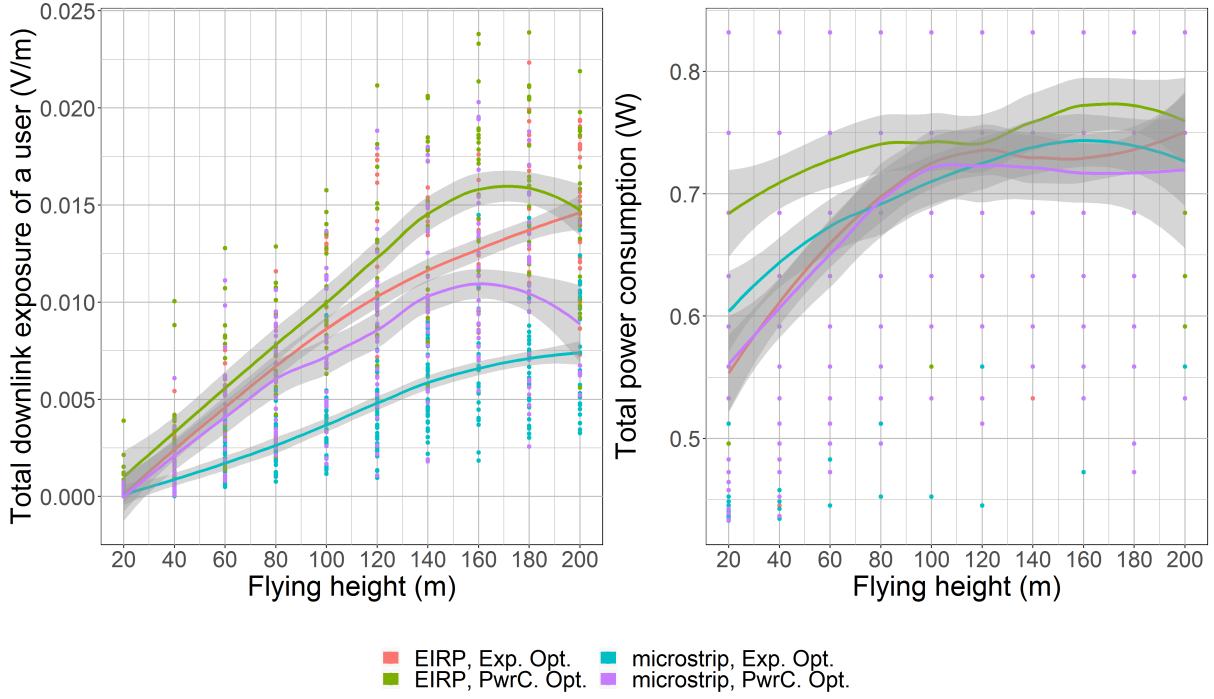 Total downlink exposure of a user (V/m)
0.025
0.020
0.015
0.010
0.005
0.000
20 40 60 80 100 120 140 160 180 200
Flying height (m)
Total power consumption (W)
0.8
0.7
0.6
0.5
20 40 60 80 100 120 140 160 180 200
Flying height (m)
EIRP, Exp. Opt. microstrip, Exp. Opt.
EIRP, PwrC. Opt. microstrip, PwrC. Opt.